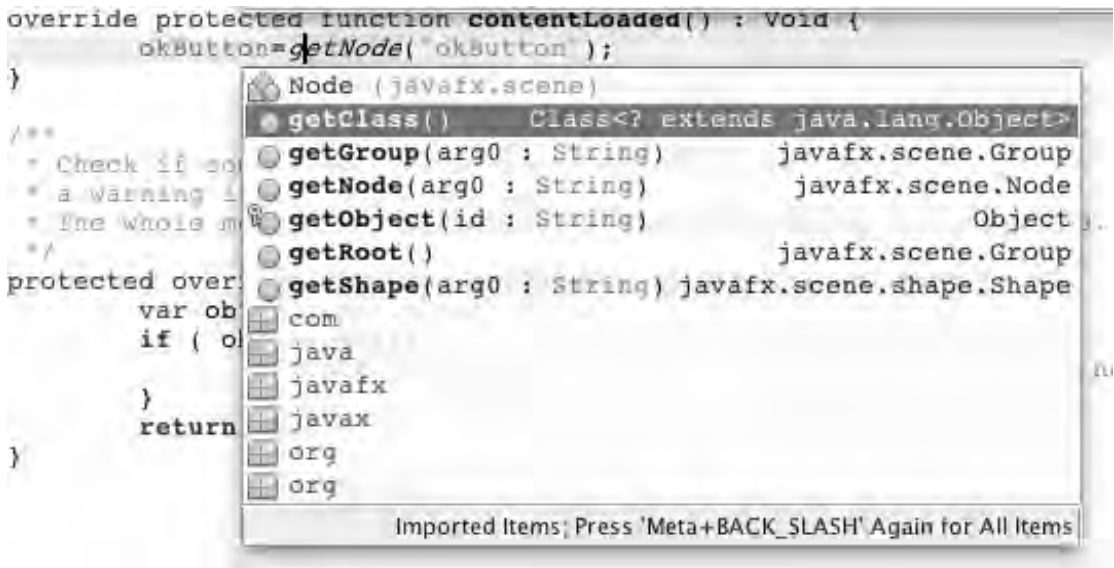 override protected function contentLoaded() : Void {
okButton=getNode("okButton");
}
Node (javafx.scene)
getClass() Class<? extends java.lang.Object>
/**
getGroup(arg0 : String) javafx.scene.Group
* Check if
getNode(arg0 : String) javafx.scene.Node
* a warning
getObject(id : String) Object
* The whole
getRoot() javafx.scene.Group
*/
getShape(arg0 : String) javafx.scene.shape.Shape
protected over
var ob
com
if (
java
javafx
}
javax
return
org
}
org
Imported Items; Press 'Meta+BACK_SLASH' Again for All Items